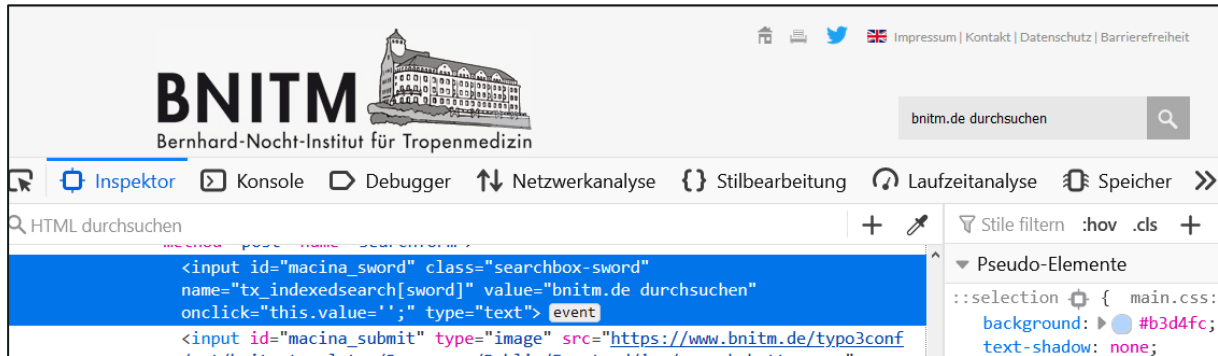 Impressum | Kontakt | Datenschutz | Barrierefreiheit
BNITM
Bernhard-Nocht-Institut für Tropenmedizin
bnitm.de durchsuchen
Inspektor Konsole Debugger Netzwerkanalyse {} Stilbearbeitung Laufzeitanalyse Speicher
HTML durchsuchen
Stile filtern :hov .cls +
<input id="macina_sword" class="searchbox-sword"
name="tx_indexedsearch[sword]" value="bnitm.de durchsuchen"
onclick="this.value='';" type="text"> event
<input id="macina_submit" type="image" src="https://www.bnitm.de/typo3conf
Pseudo-Elemente
::selection { main.css:
background: #b3d4fc;
text-shadow: none;